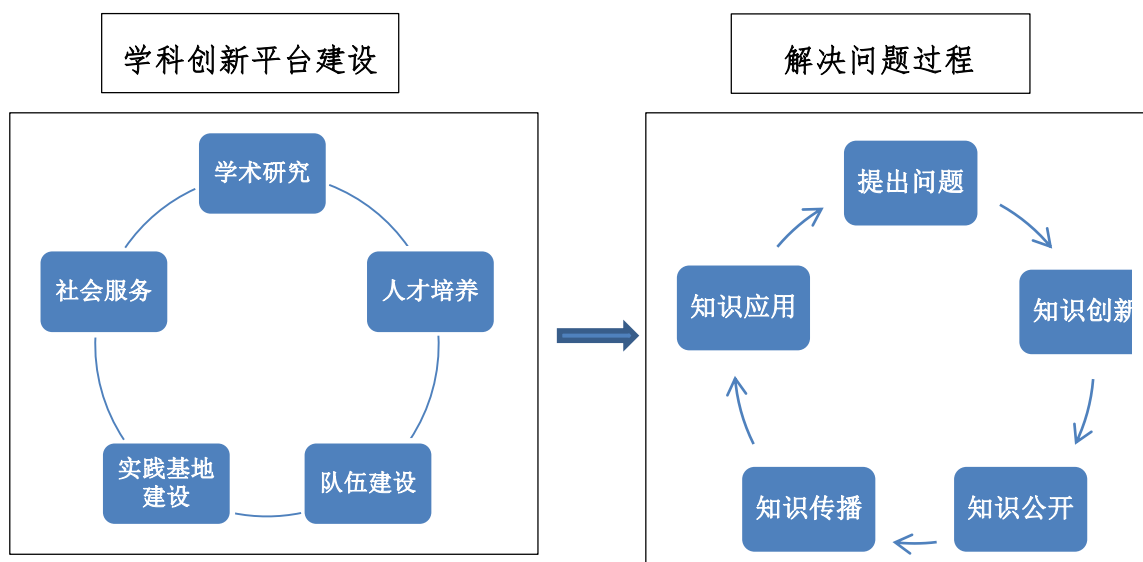 学科创新平台建设
解决问题过程
学术研究
人才培养
队伍建设
实践基地
建设
社会服务
提出问题
知识创新
知识公开
知识传播
知识应用